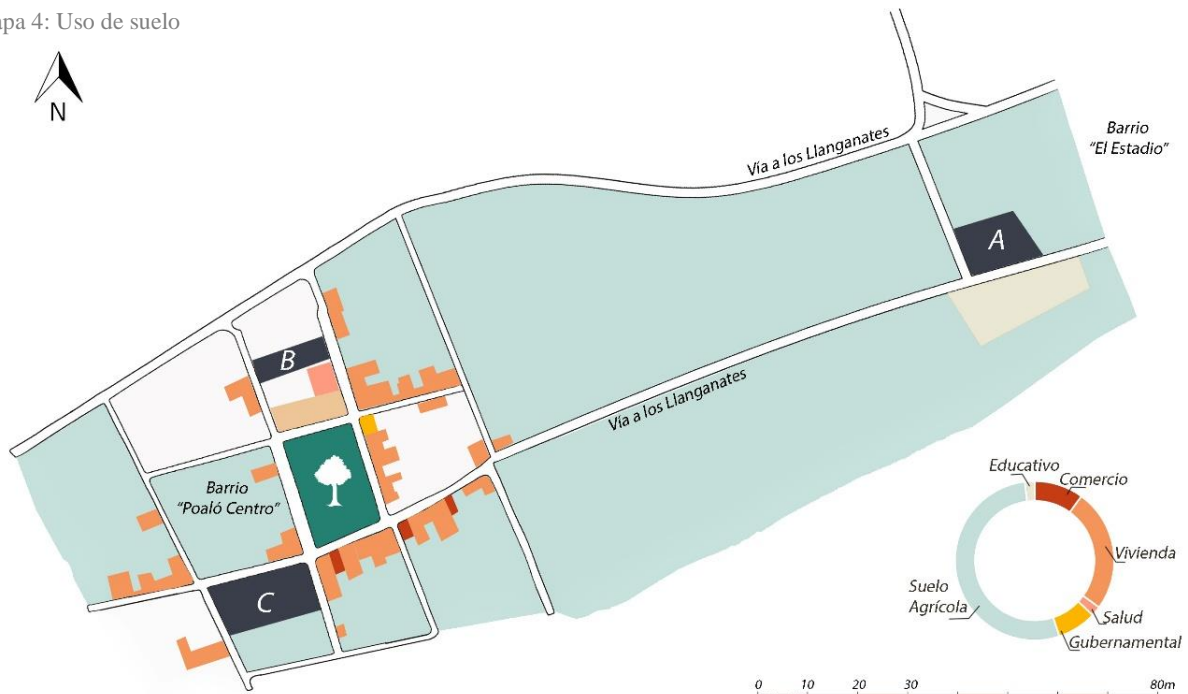 apa 4: Uso de suelo
N
Vía a los Llanganates
Barrio
"El Estadio"
A
B
Vía a los Llanganates
Barrio
"Poaló Centro"
C
Educativo
Comercio
Vivienda
Suelo
Agrícola
Salud
Gubernamental
0 10 20 30 80m